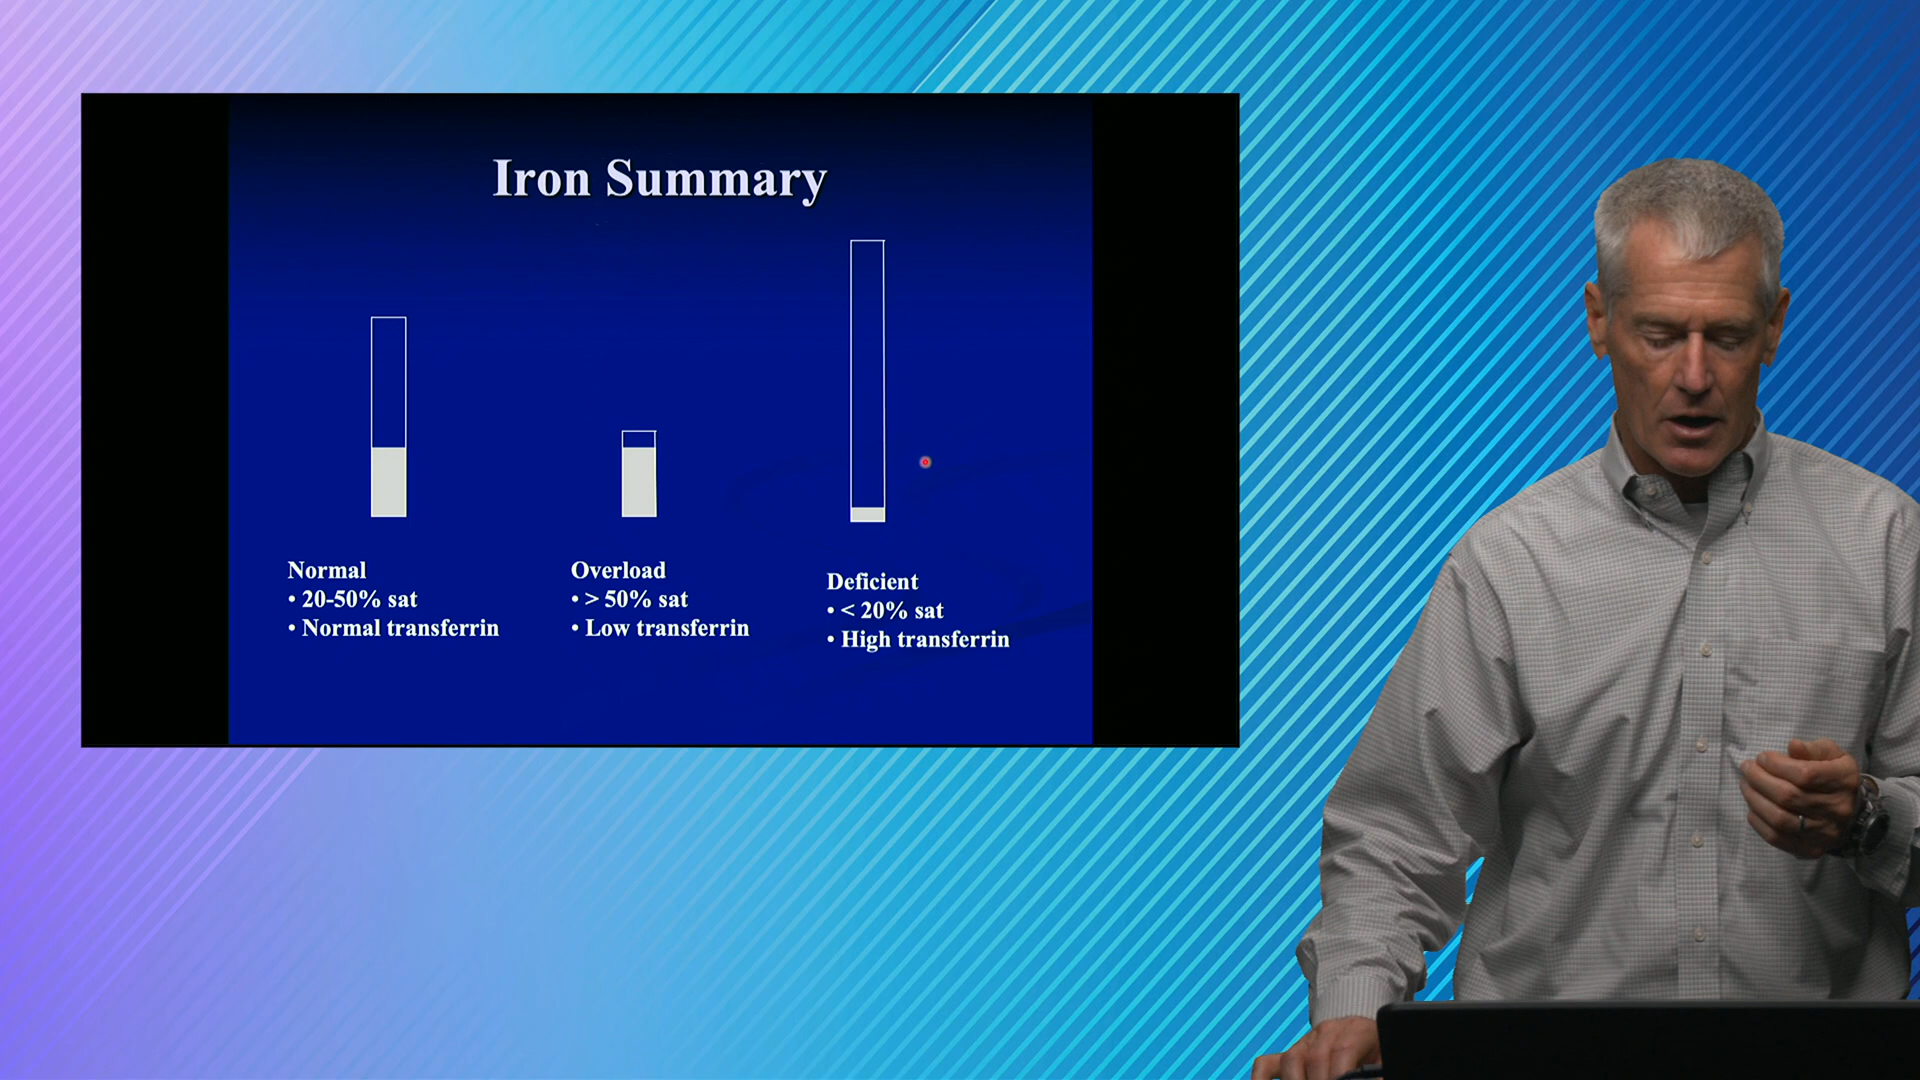 Iron Summary
Normal
• 20-50% sat
• Normal transferrin
Overload
• > 50% sat
• Low transferrin
Deficient
• < 20% sat
• High transferrin